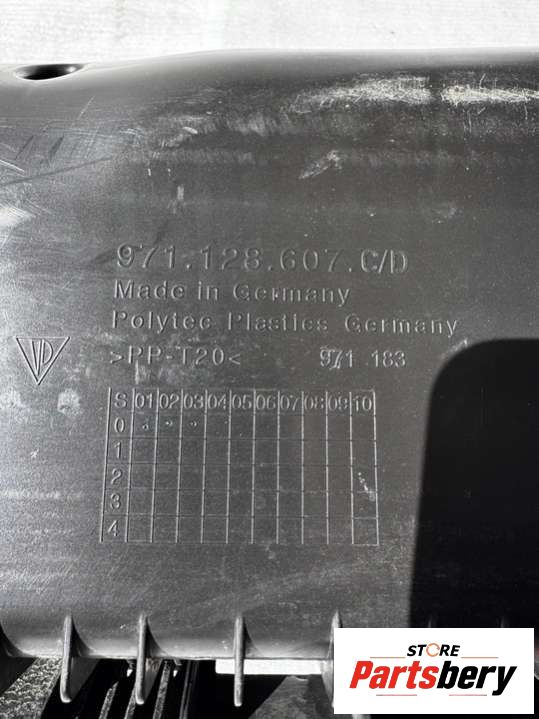 971.128.607.C/D
Made in Germany
Polytec Plastics Germany
>PP-T20< 971 183
S 01 02 03 04 05 06 07 08 09 10
0
1
2
3
4
STORE
Partsbery